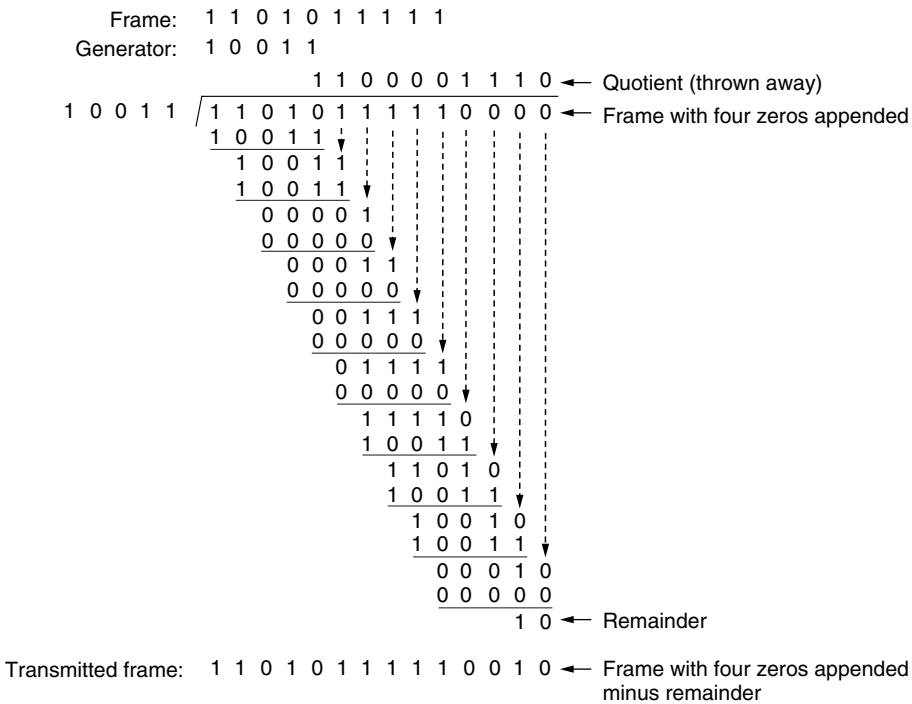 Frame: 1 1 0 1 0 1 1 1 1 1
Generator: 1 0 0 1 1
1 1 0 0 0 0 1 1 1 0 Quotient (thrown away)
1 0 0 1 1 1 1 0 1 0 1 1 1 1 1 0 0 0 0 Frame with four zeros appended
1 0 0 1 1
1 0 0 1 1
1 0 0 1 1
0 0 0 0 1
0 0 0 0 0
0 0 0 1 1
0 0 0 0 0
0 0 1 1 1
0 0 0 0 0
0 1 1 1 1
0 0 0 0 0
1 1 1 1 0
1 0 0 1 1
1 1 0 1 0
1 0 0 1 1
1 0 0 1 0
1 0 0 1 1
0 0 0 1 0
0 0 0 0 0
1 0 Remainder
Transmitted frame: 1 1 0 1 0 1 1 1 1 1 0 0 1 0 Frame with four zeros appended
minus remainder